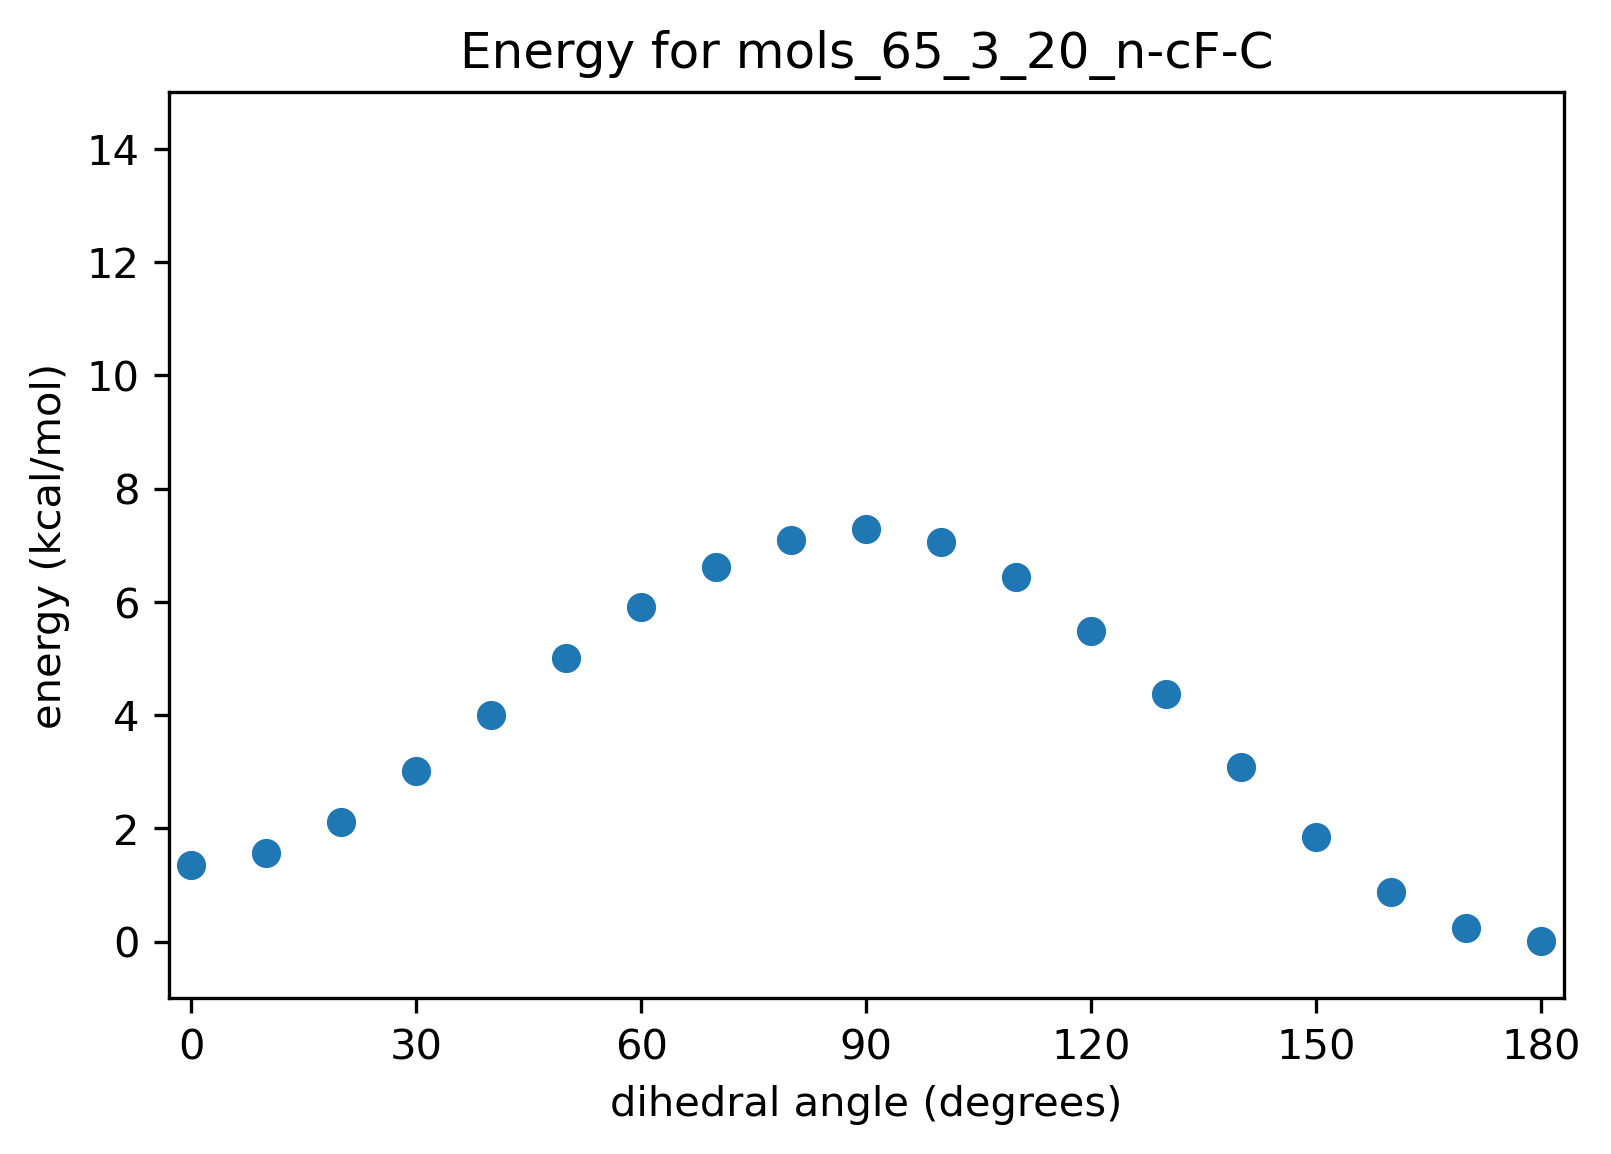 Energy for mols_65_3_20_n-cF-C
14
12
10
8
6
4
2
0
energy (kcal/mol)
0 30 60 90 120 150 180
dihedral angle (degrees)